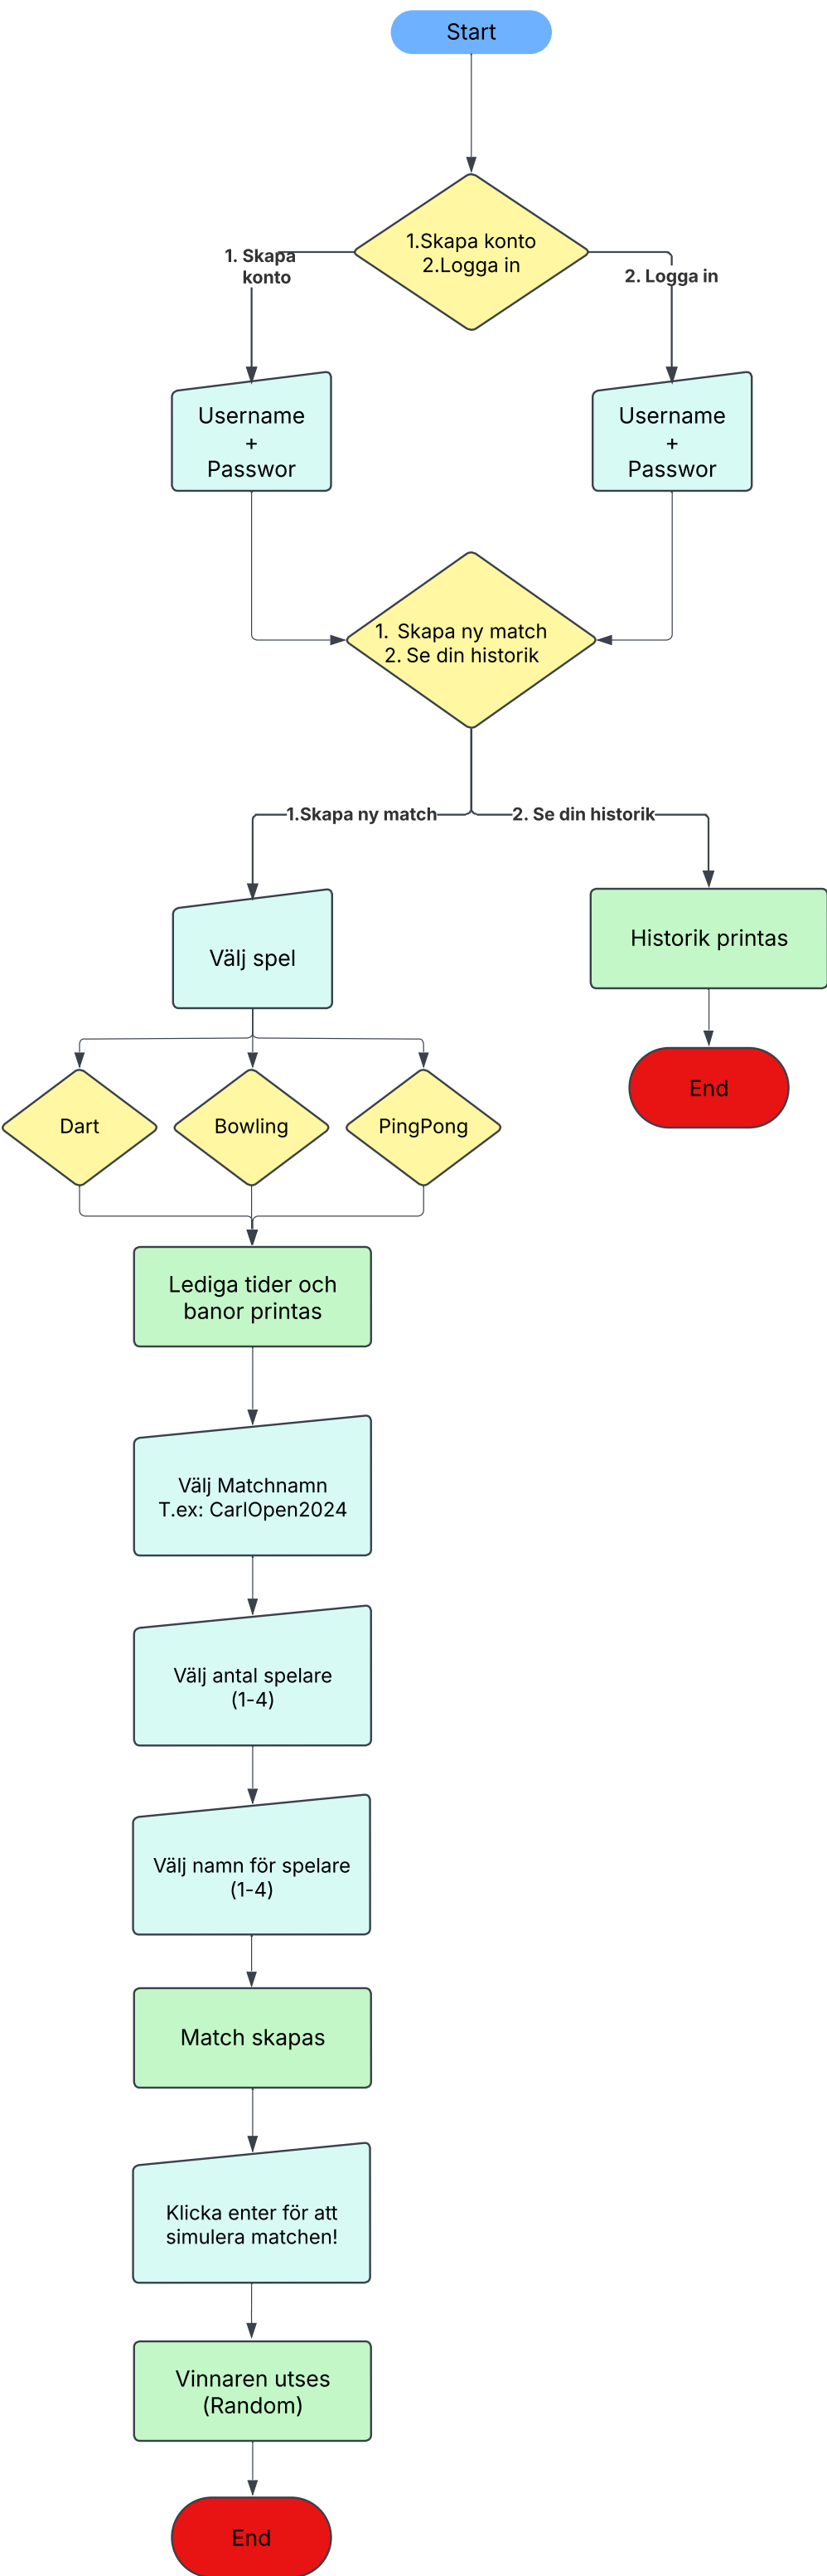 Start
1.Skapa konto
2.Logga in
1. Skapa
konto
2. Logga in
Username
+
Passwor
Username
+
Passwor
1. Skapa ny match
2. Se din historik
1.Skapa ny match
2. Se din historik
Välj spel
Historik printas
End
Dart
Bowling
PingPong
Lediga tider och
banor printas
Välj Matchnamn
T.ex: CarlOpen2024
Välj antal spelare
(1-4)
Välj namn för spelare
(1-4)
Match skapas
Klicka enter för att
simulera matchen!
Vinnaren utses
(Random)
End